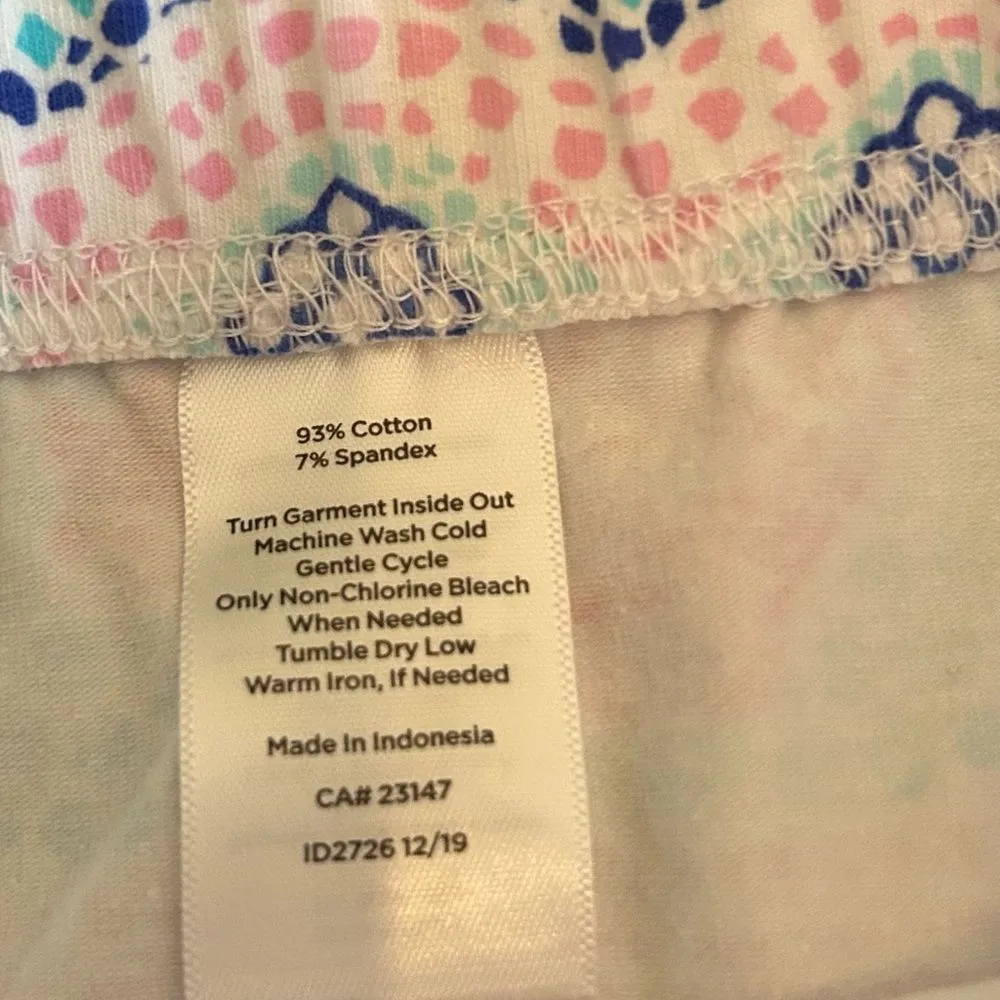 93% Cotton
7% Spandex
Turn Garment Inside Out
Machine Wash Cold
Gentle Cycle
Only Non-Chlorine Bleach
When Needed
Tumble Dry Low
Warm Iron, If Needed
Made In Indonesia
CA# 23147
ID2726 12/19